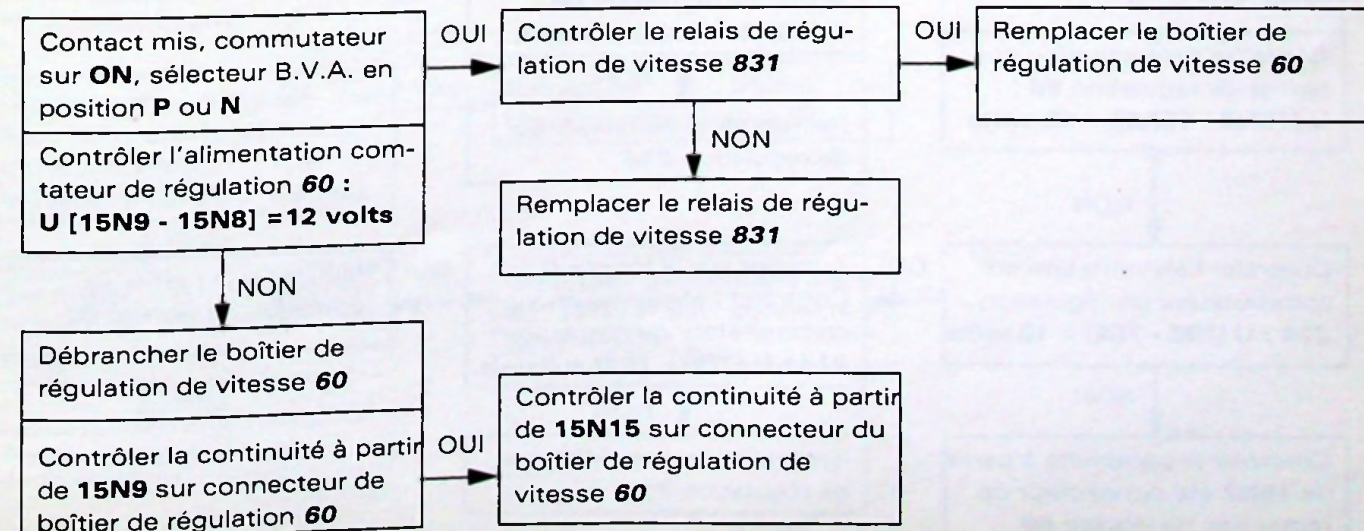 Contact mis, commutateur
sur ON, sélecteur B.V.A. en
position P ou N
Contrôler l'alimentation com-
tateur de régulation 60 :
U [15N9 - 15N8] =12 volts
OUI
Contrôler le relais de régu-
lation de vitesse 831
OUI
Remplacer le boîtier de
régulation de vitesse 60
NON
Remplacer le relais de régu-
lation de vitesse 831
NON
Débrancher le boîtier de
régulation de vitesse 60
Contrôler la continuité à partir
de 15N9 sur connecteur de
boîtier de régulation 60
OUI
Contrôler la continuité à partir
de 15N15 sur connecteur du
boîtier de régulation de
vitesse 60